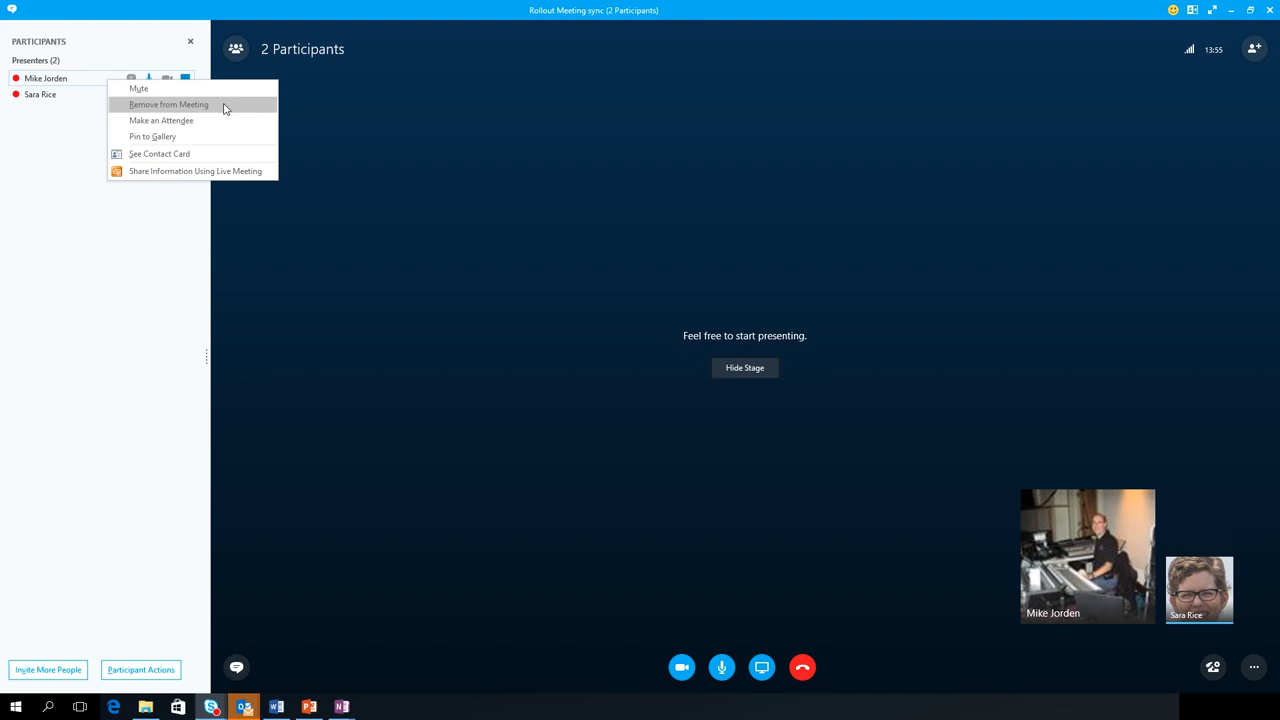 Rollout Meeting sync (2 Participants)
PARTICIPANTS
2 Participants
13:55
Presenters (2)
Mike Jorden
Sara Rice
Mute
Remove from Meeting
Make an Attendee
Pin to Gallery
See Contact Card
Share Information Using Live Meeting
Feel free to start presenting.
Hide Stage
Mike Jorden
Sara Rice
Invite More People
Participant Actions